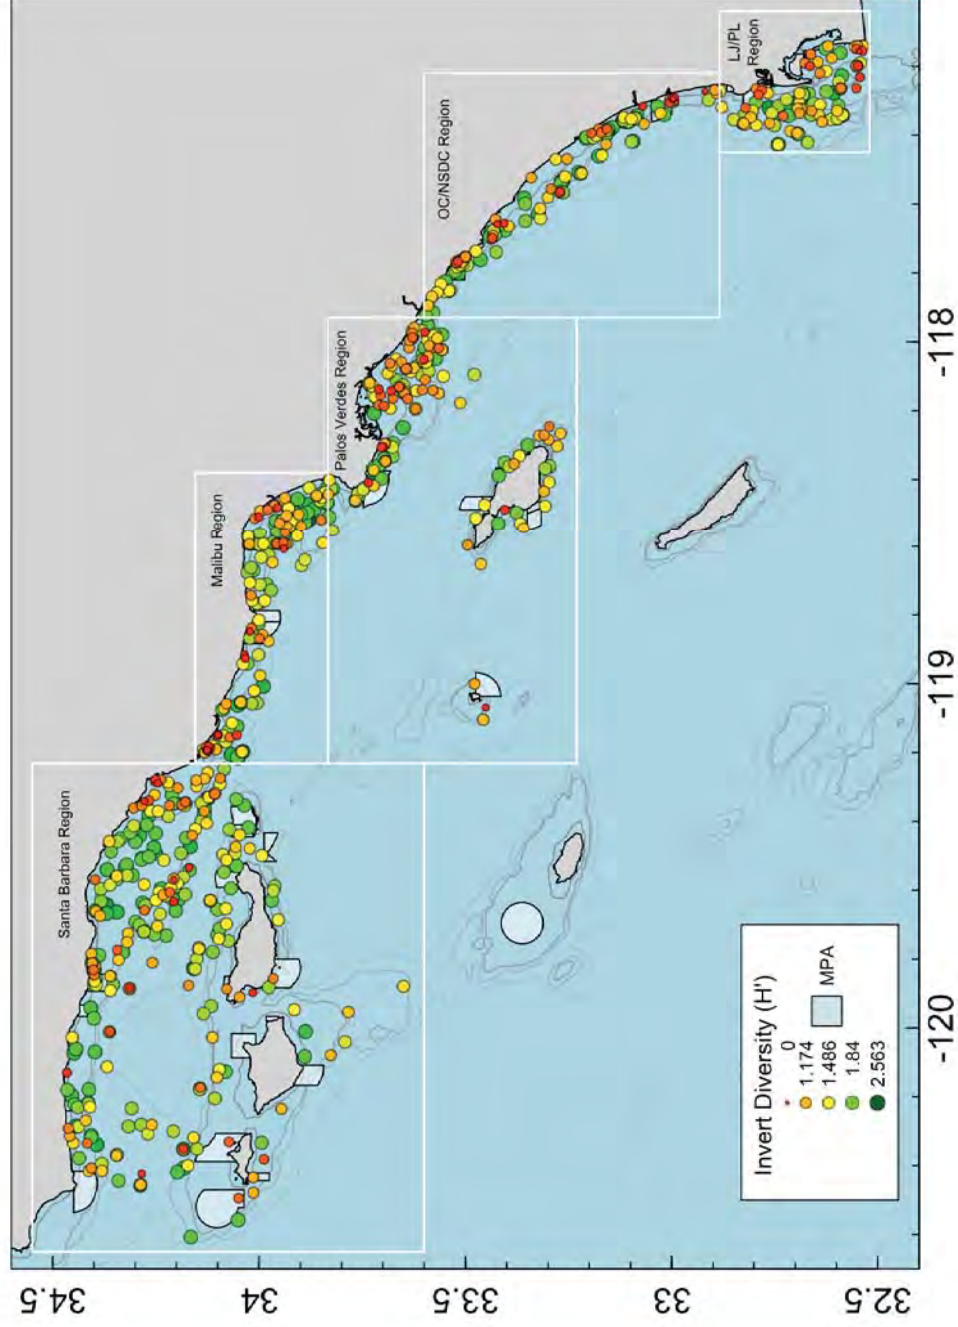 LJ/PL
Region
OC/NSDC Region
Palos Verdes Region
Malibu Region
Santa Barbara Region
Invert Diversity (H')
0
1.174
1.486
1.84
2.563
MPA
-118
-119
-120
34.5
34
33.5
33
32.5